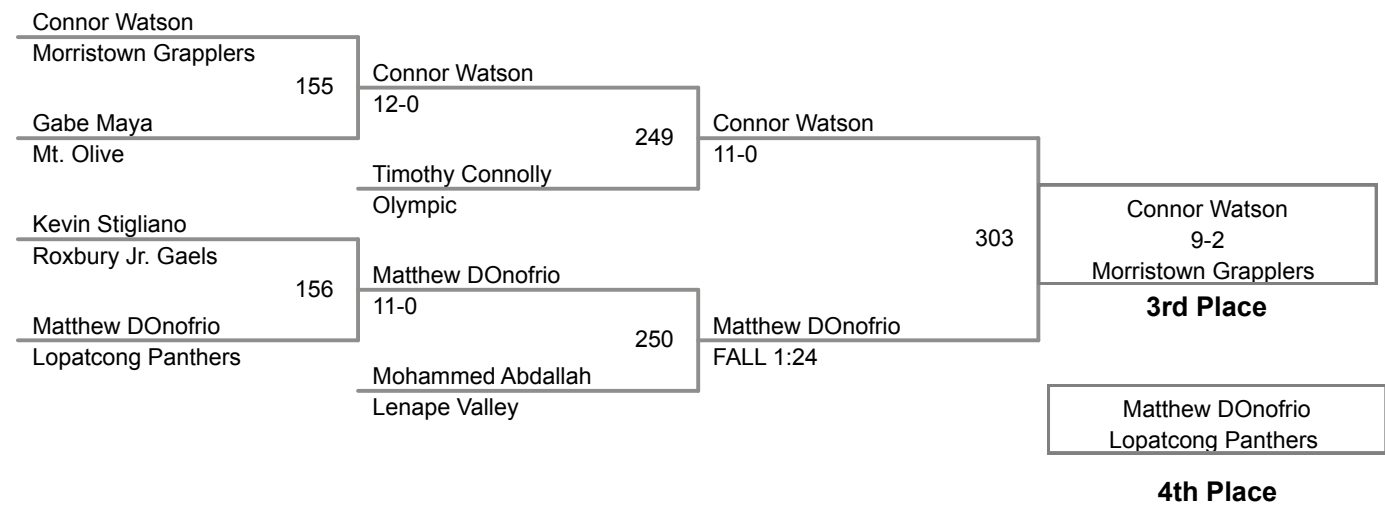 Connor Watson
Morristown Grapplers
155
Gabe Maya
Mt. Olive
Kevin Stigliano
Roxbury Jr. Gaels
156
Matthew DOnofrio
Lopatcong Panthers
Connor Watson
12-0
249
Timothy Connolly
Olympic
Matthew DOnofrio
11-0
250
Mohammed Abdallah
Lenape Valley
Connor Watson
11-0
303
Matthew DOnofrio
FALL 1:24
Connor Watson
9-2
Morristown Grapplers
3rd Place
Matthew DOnofrio
Lopatcong Panthers
4th Place